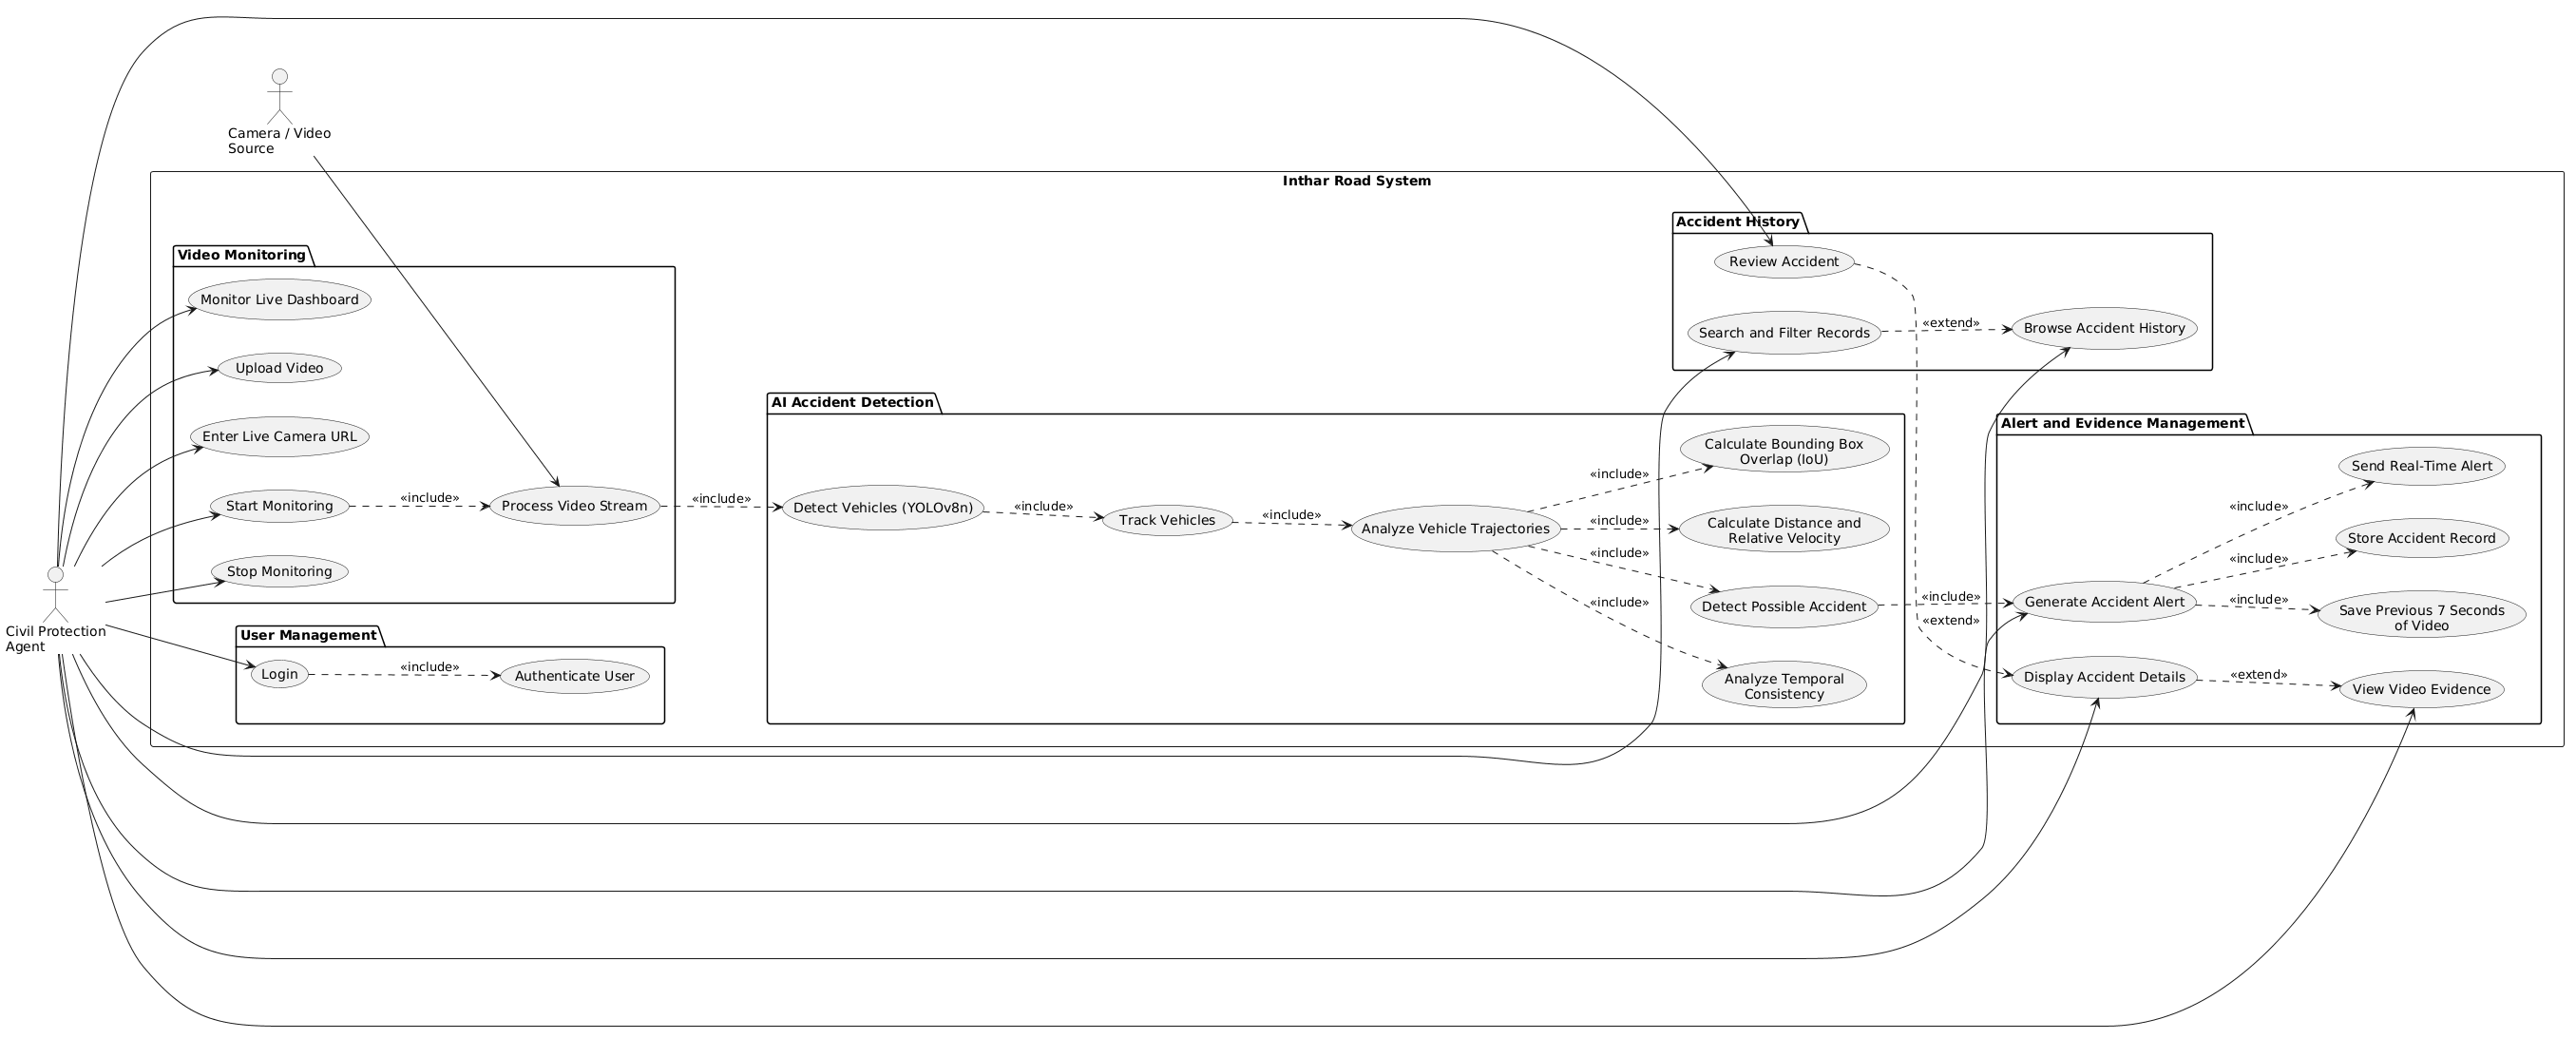 Camera / Video
Source
Inthar Road System
Accident History
Review Accident
Search and Filter Records
«extend»
Browse Accident History
Video Monitoring
Monitor Live Dashboard
Upload Video
Enter Live Camera URL
Start Monitoring
«include»
Process Video Stream
«include»
Stop Monitoring
AI Accident Detection
Detect Vehicles (YOLOv8n)
«include»
Track Vehicles
«include»
Analyze Vehicle Trajectories
«include»
Calculate Bounding Box
Overlap (IoU)
«include»
Calculate Distance and
Relative Velocity
«include»
Detect Possible Accident
«include»
Analyze Temporal
Consistency
«include»
«extend»
Alert and Evidence Management
Send Real-Time Alert
«include»
Store Accident Record
«include»
Generate Accident Alert
«include»
Save Previous 7 Seconds
of Video
Display Accident Details
«extend»
View Video Evidence
Civil Protection
Agent
User Management
Login
«include»
Authenticate User